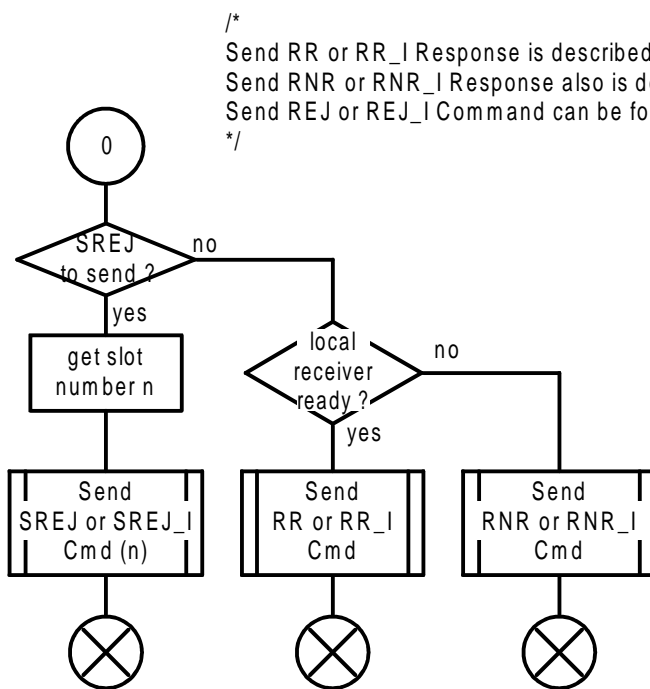 /*
Send RR or RR_I Response is described
Send RNR or RNR_I Response also is
Send REJ or REJ_I Command can be
*/
0
SREJ
to send ?
no
yes
get slot
number n
local
receiver
ready ?
no
yes
Send
SREJ or SREJ_I
Cmd (n)
Send
RR or RR_I
Cmd
Send
RNR or RNR_I
Cmd